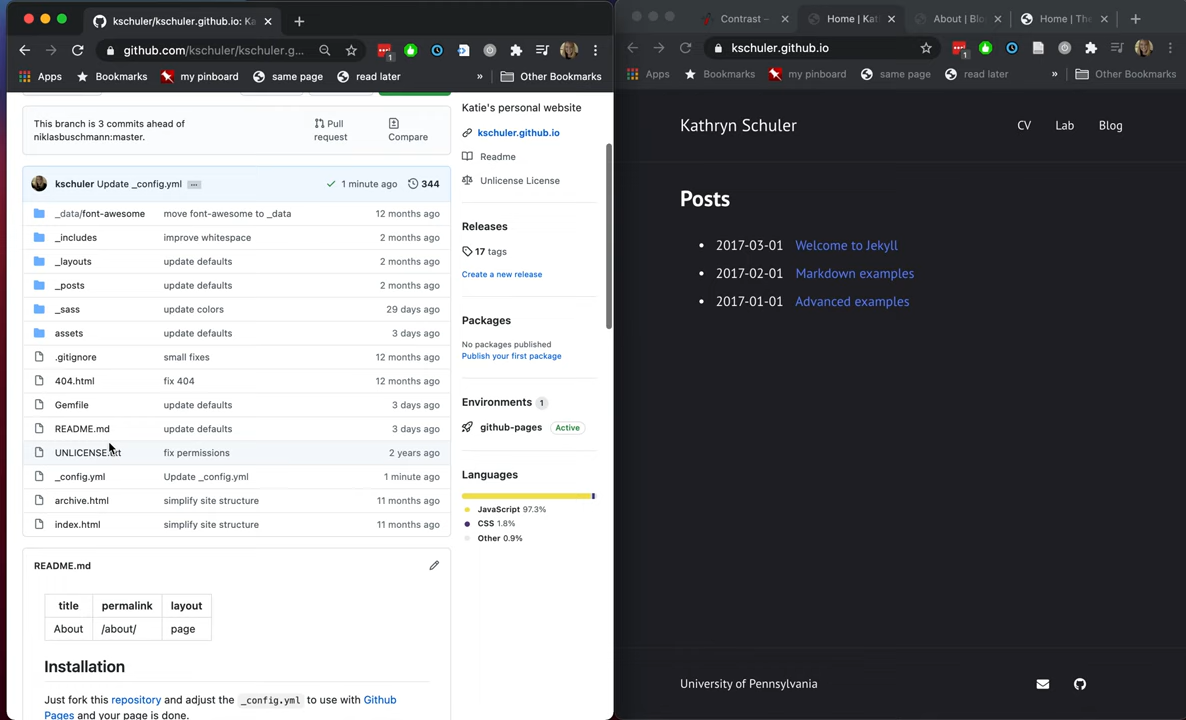 kschuler/kschuler.github.io: Ka
github.com/kschuler/kschuler.g...
1
Apps
Bookmarks
my pinboard
same page
read later
»
Other Bookmarks
This branch is 3 commits ahead of
niklasbuschmann:master.
Pull
request
Compare
kschuler Update _config.yml
1 minute ago
344
_data/font-awesome
move font-awesome to _data
12 months ago
_includes
improve whitespace
2 months ago
_layouts
update defaults
2 months ago
_posts
update defaults
2 months ago
_sass
update colors
29 days ago
assets
update defaults
3 days ago
.gitignore
small fixes
12 months ago
404.html
fix 404
12 months ago
Gemfile
update defaults
3 days ago
README.md
update defaults
3 days ago
UNLICENSE.txt
fix permissions
2 years ago
_config.yml
Update _config.yml
1 minute ago
archive.html
simplify site structure
11 months ago
index.html
simplify site structure
11 months ago
README.md
title permalink layout
About /about/ page
Installation
Just fork this repository and adjust the _config.yml to use with Github
Pages and your page is done.
Katie's personal website
kschuler.github.io
Readme
Unlicense License
Releases
17 tags
Create a new release
Packages
No packages published
Publish your first package
Environments 1
github-pages Active
Languages
JavaScript 97.3%
CSS 1.8%
Other 0.9%
Contrast –
Home | Kat
About | Blo
Home | The
kschuler.github.io
1
Apps
Bookmarks
my pinboard
same page
read later
»
Other Bookmarks
Kathryn Schuler
CV
Lab
Blog
Posts
• 2017-03-01 Welcome to Jekyll
• 2017-02-01 Markdown examples
• 2017-01-01 Advanced examples
University of Pennsylvania